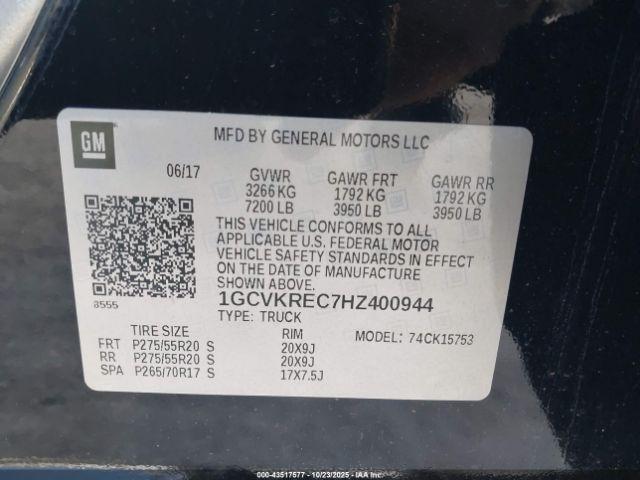 GM
MFD BY GENERAL MOTORS LLC
06/17 GVWR GAWR FRT GAWR RR
3266 KG 1792 KG 1792 KG
7200 LB 3950 LB 3950 LB
THIS VEHICLE CONFORMS TO ALL
APPLICABLE U.S. FEDERAL MOTOR
VEHICLE SAFETY STANDARDS IN EFFECT
ON THE DATE OF MANUFACTURE
SHOWN ABOVE.
8555 1GCVKREC7HZ400944
TYPE: TRUCK
TIRE SIZE RIM MODEL: 74CK15753
FRT P275/55R20 S 20X9J
RR P275/55R20 S 20X9J
SPA P265/70R17 S 17X7.5J
000-43517577 - 10/23/2025 - IAAI.COM